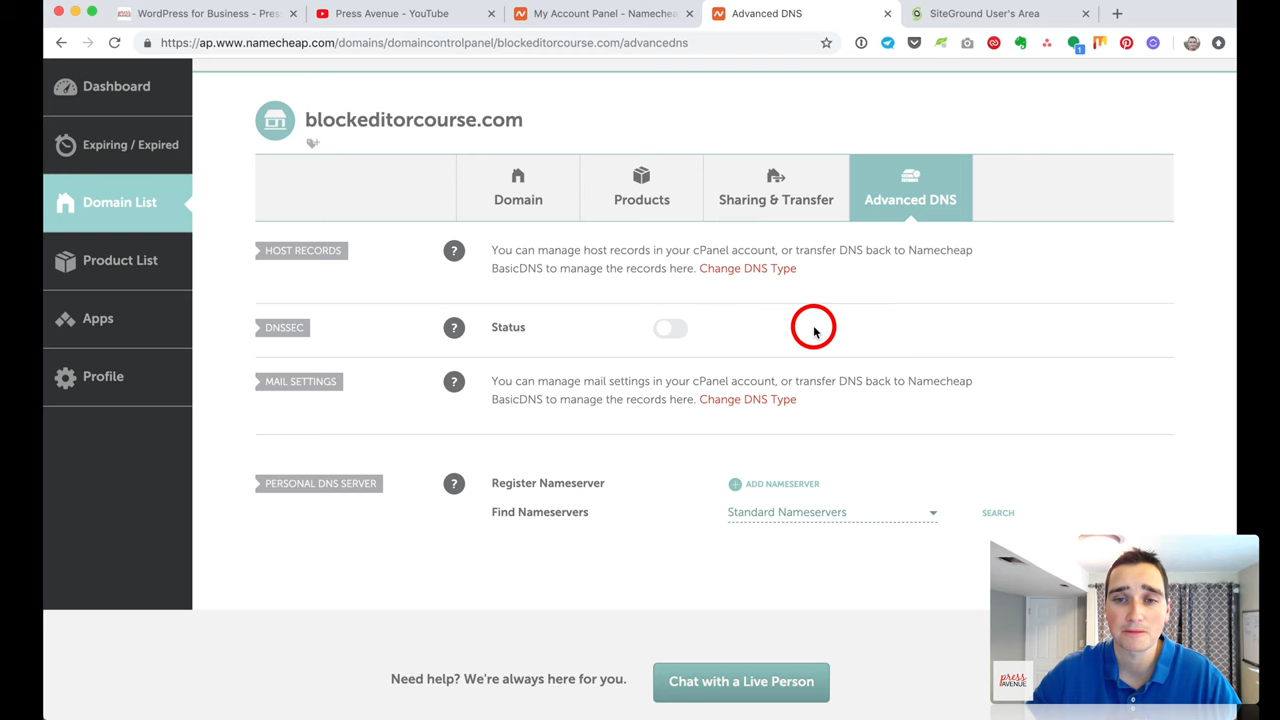 WordPress for Business - Pres
Press Avenue - YouTube
My Account Panel - Namecheap
Advanced DNS
SiteGround User's Area
https://ap.www.namecheap.com/domains/domaincontrolpanel/blockeditorcourse.com/advancedns
1
Dashboard
Expiring / Expired
Domain List
Product List
Apps
Profile
blockeditorcourse.com
Domain
Products
Sharing & Transfer
Advanced DNS
HOST RECORDS
?
You can manage host records in your cPanel account, or transfer DNS back to Namecheap
BasicDNS to manage the records here. Change DNS Type
DNSSEC
?
Status
MAIL SETTINGS
?
You can manage mail settings in your cPanel account, or transfer DNS back to Namecheap
BasicDNS to manage the records here. Change DNS Type
PERSONAL DNS SERVER
?
Register Nameserver
ADD NAMESERVER
Find Nameservers
Standard Nameservers
SEARCH
Need help? We're always here for you.
Chat with a Live Person
press
AVENUE